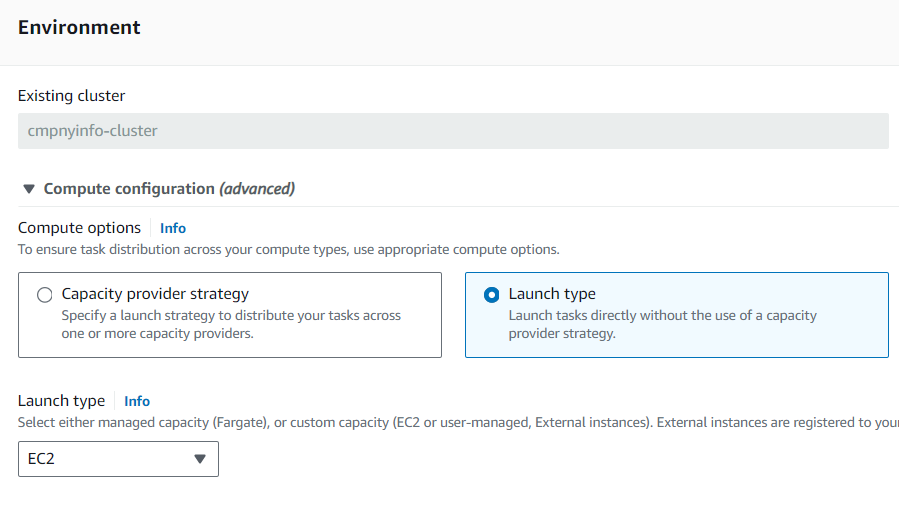 Environment
Existing cluster
cmpnyinfo-cluster
Compute configuration (advanced)
Compute options Info
To ensure task distribution across your compute types, use appropriate compute options.
Capacity provider strategy
Specify a launch strategy to distribute your tasks across
one or more capacity providers.
Launch type
Launch tasks directly without the use of a capacity
provider strategy.
Launch type Info
Select either managed capacity (Fargate), or custom capacity (EC2 or user-managed, External instances). External instances are registered to your
EC2